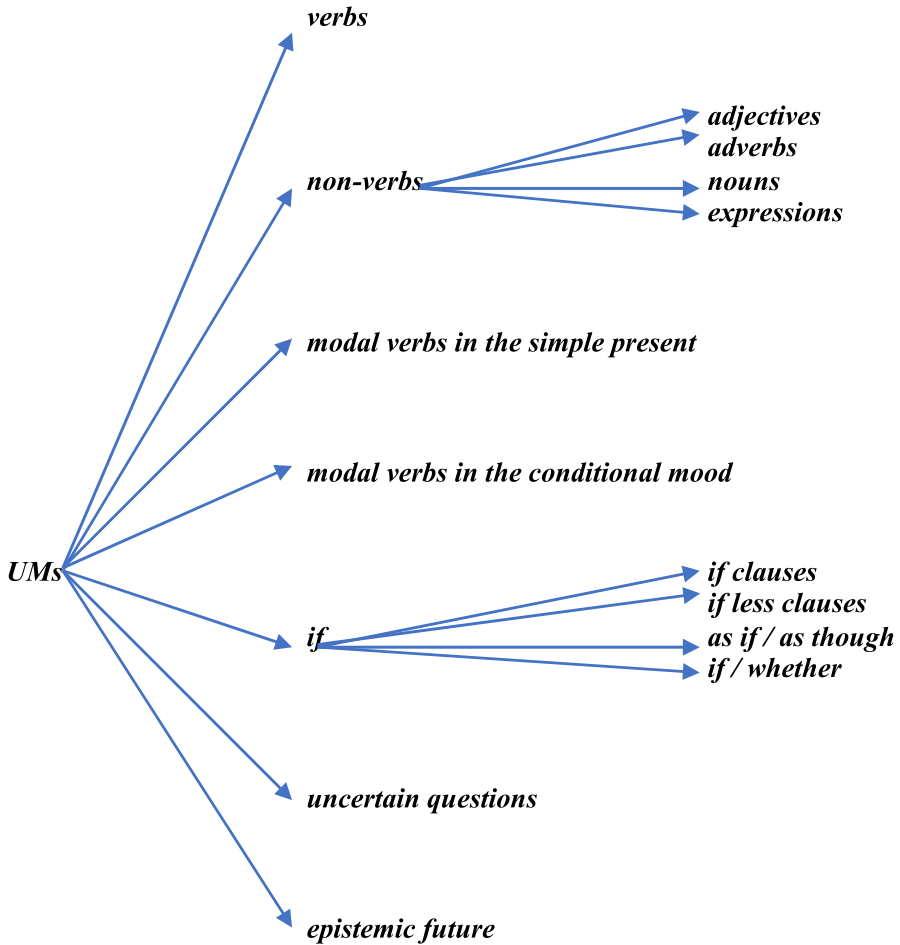 verbs
non-verbs
adjectives
adverbs
nouns
expressions
modal verbs in the simple present
modal verbs in the conditional mood
UMs
if
if clauses
if less clauses
as if / as though
if / whether
uncertain questions
epistemic future